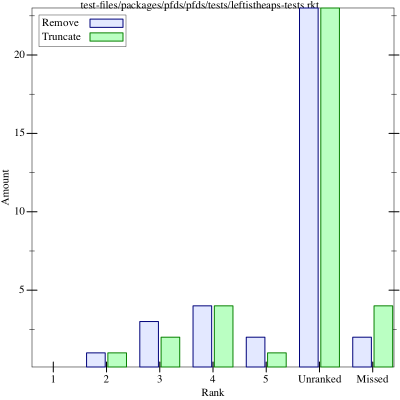 test-files/packages/pfds/pfds/tests/leftistheaps-tests.rkt
Remove
Truncate
20
15
10
5
Amount
1 2 3 4 5 Unranked Missed
Rank